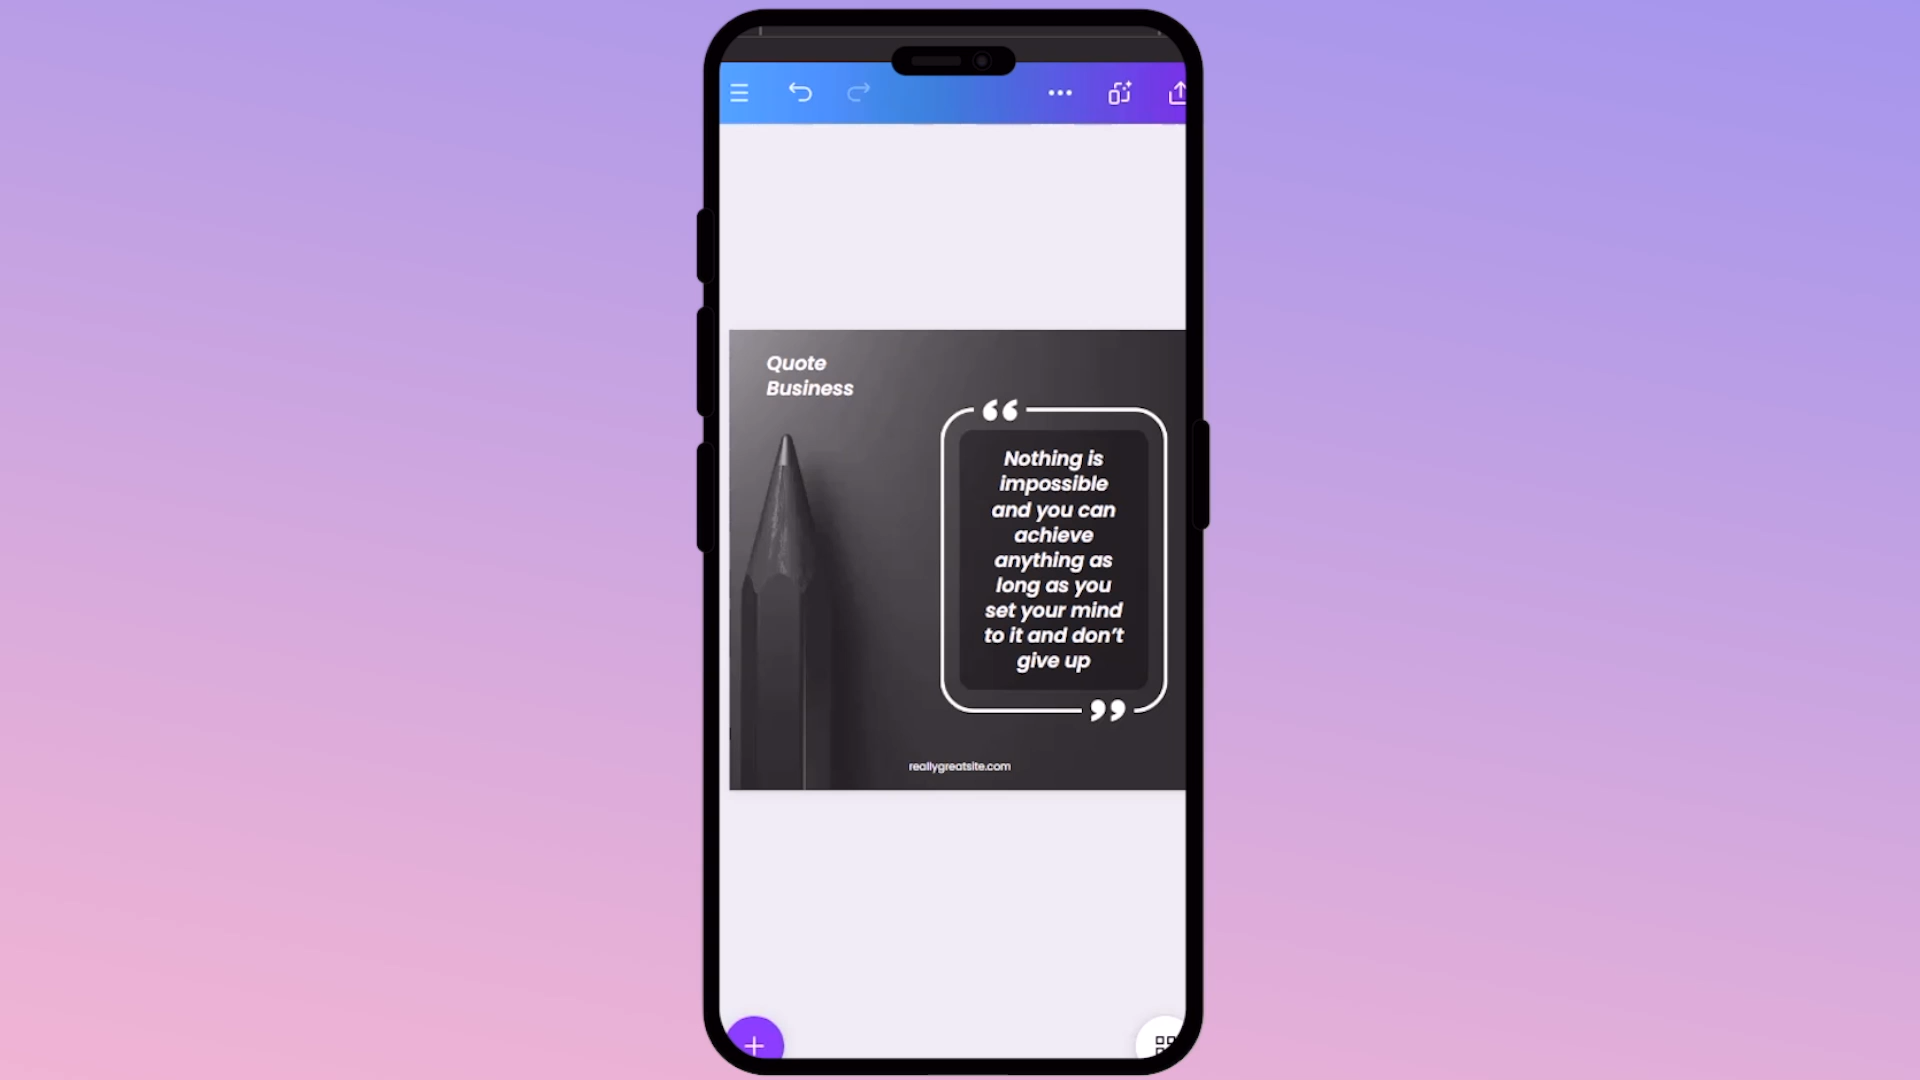 Quote
Business
“
Nothing is
impossible
and you can
achieve
anything as
long as you
set your mind
to it and don’t
give up
”
reallygreatsite.com